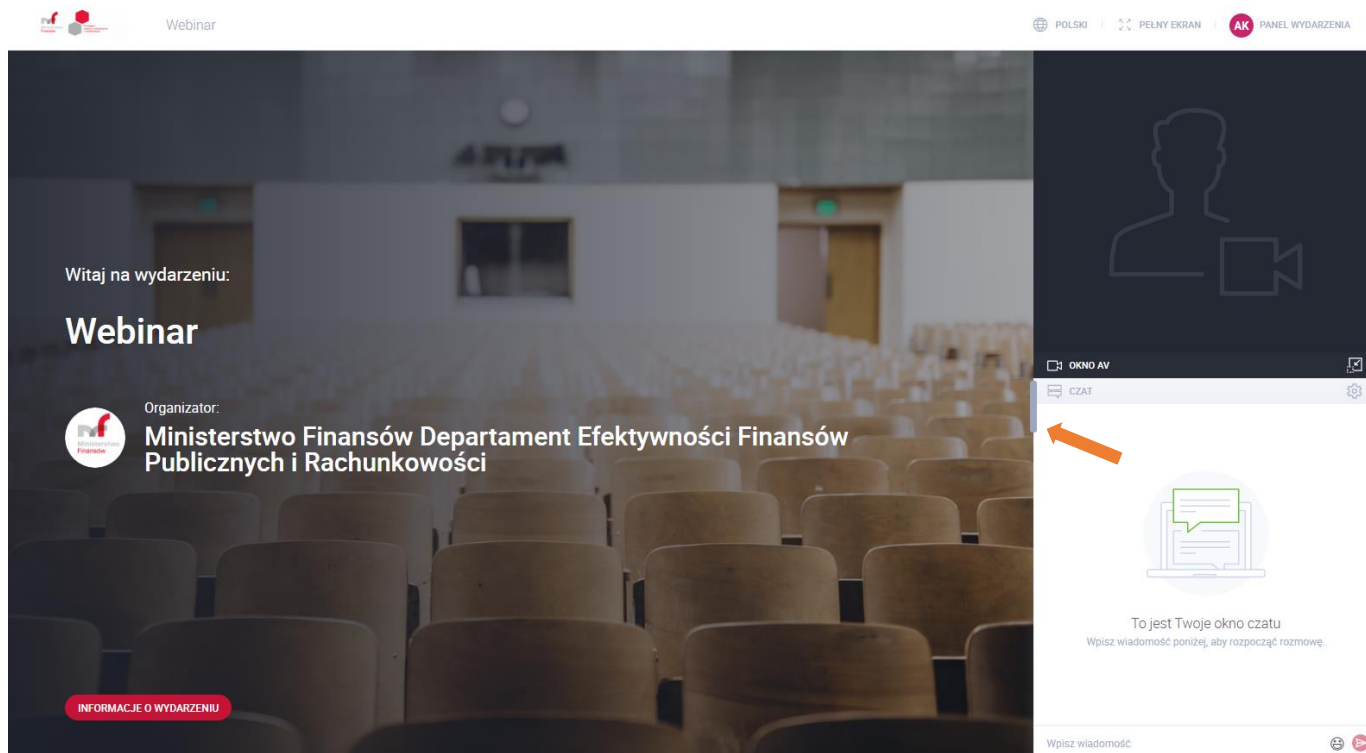 Webinar
POLSKI
PEŁNY EKRAN
AK
PANEL WYDARZENIA
Witaj na wydarzeniu:
Webinar
Organizator:
Ministerstwo Finansów
Ministerstwo Finansów Departament Efektywności Finansów
Publicznych i Rachunkowości
INFORMACJE O WYDARZENIU
OKNO AV
CZAT
To jest Twoje okno czatu
Wpisz wiadomość poniżej, aby rozpocząć rozmowę.
Wpisz wiadomość